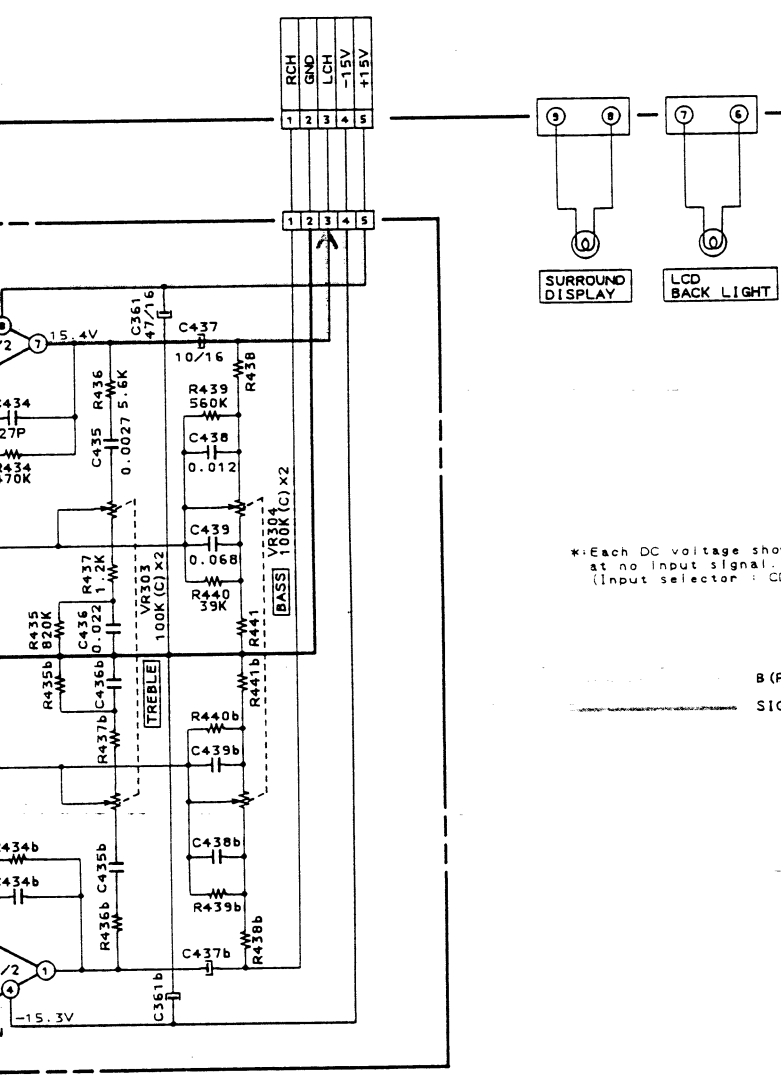 RCH
GND
LCH
-15V
+15V
1 2 3 4 5
9 8
7 6
1 2 3 4 5
SURROUND
DISPLAY
LCD
BACK LIGHT
C361
47/16
8
/2
7
15.4V
C437
10/16
R438
R436
5.6K
R439
560K
C434
27P
C435
0.0027
C438
0.012
R434
470K
VR304
100K(C)×2
BASS
C439
0.068
R437
1.2K
VR303
100K(C)×2
TREBLE
R440
39K
R435
820K
C436
0.022
R441
R435b
C436b
R441b
R437b
R440b
C439b
R434b
C434b
C435b
C438b
R436b
R439b
R438b
C437b
/2
1
4
C361b
-15.3V
*:Each DC voltage sho
at no input signal.
(Input selector : CD
B(
SIG